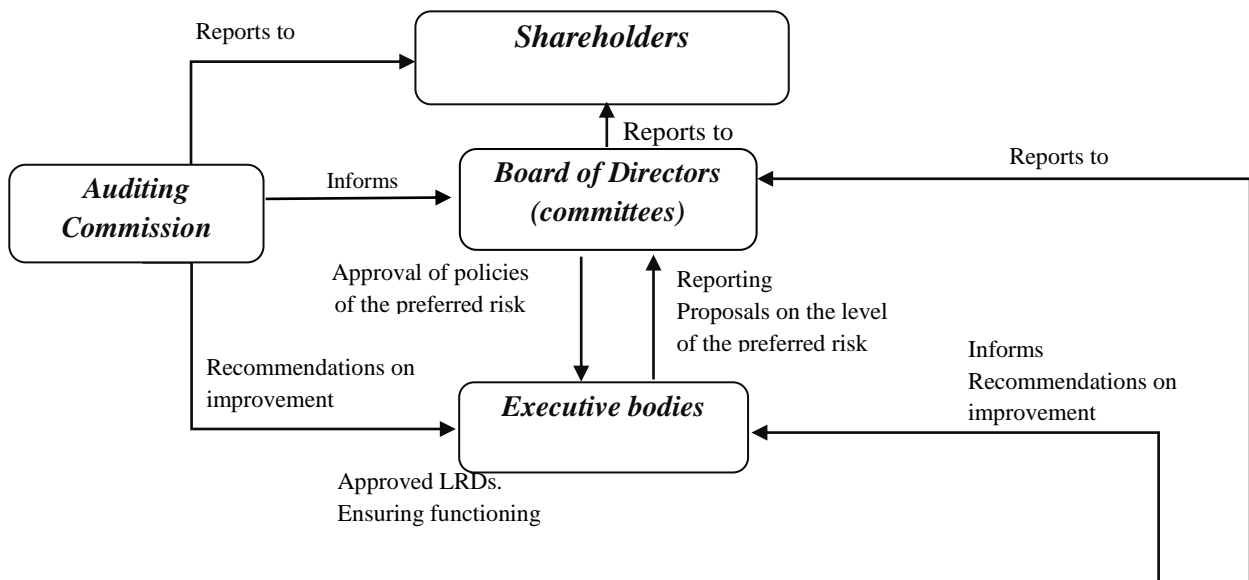 Reports to
Shareholders
Reports to
Auditing
Commission
Informs
Board of Directors
(committees)
Reports to
Approval of policies
of the preferred risk
Reporting
Proposals on the level
of the preferred risk
Recommendations on
improvement
Executive bodies
Informs
Recommendations on
improvement
Approved LRDs.
Ensuring functioning